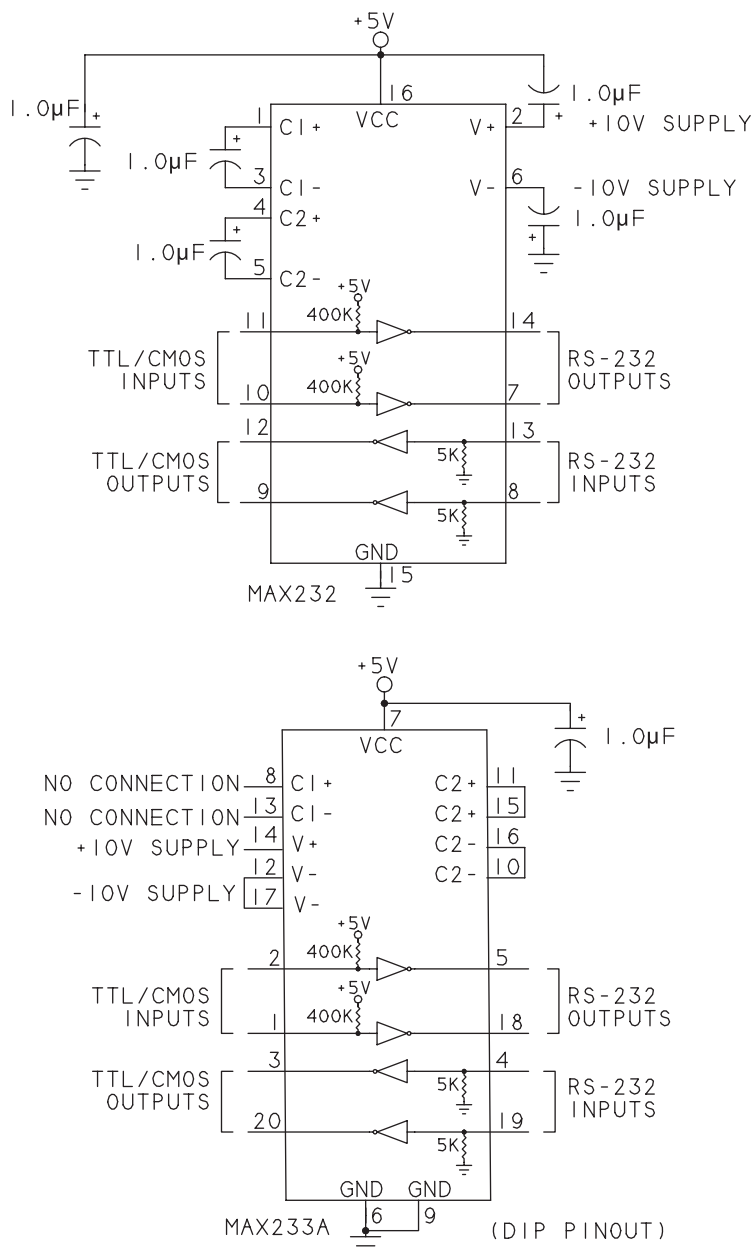 +5V
1.0µF
16
1.0µF
1
C1+
VCC
V+
2
+10V SUPPLY
1.0µF
3
C1-
V-
6
-10V SUPPLY
4
C2+
1.0µF
1.0µF
5
C2-
+5V
400K
11
14
TTL/CMOS
INPUTS
+5V
400K
RS-232
OUTPUTS
10
7
12
13
TTL/CMOS
OUTPUTS
5K
RS-232
INPUTS
9
8
5K
GND
15
MAX232
+5V
7
VCC
1.0µF
NO CONNECTION
8
C1+
C2+
11
NO CONNECTION
13
C1-
C2+
15
+10V SUPPLY
14
V+
C2-
16
-10V SUPPLY
12
V-
C2-
10
17
V-
+5V
400K
2
5
TTL/CMOS
INPUTS
+5V
400K
RS-232
OUTPUTS
1
18
3
4
TTL/CMOS
OUTPUTS
5K
RS-232
INPUTS
20
19
5K
GND
GND
6
9
MAX233A
(DIP PINOUT)